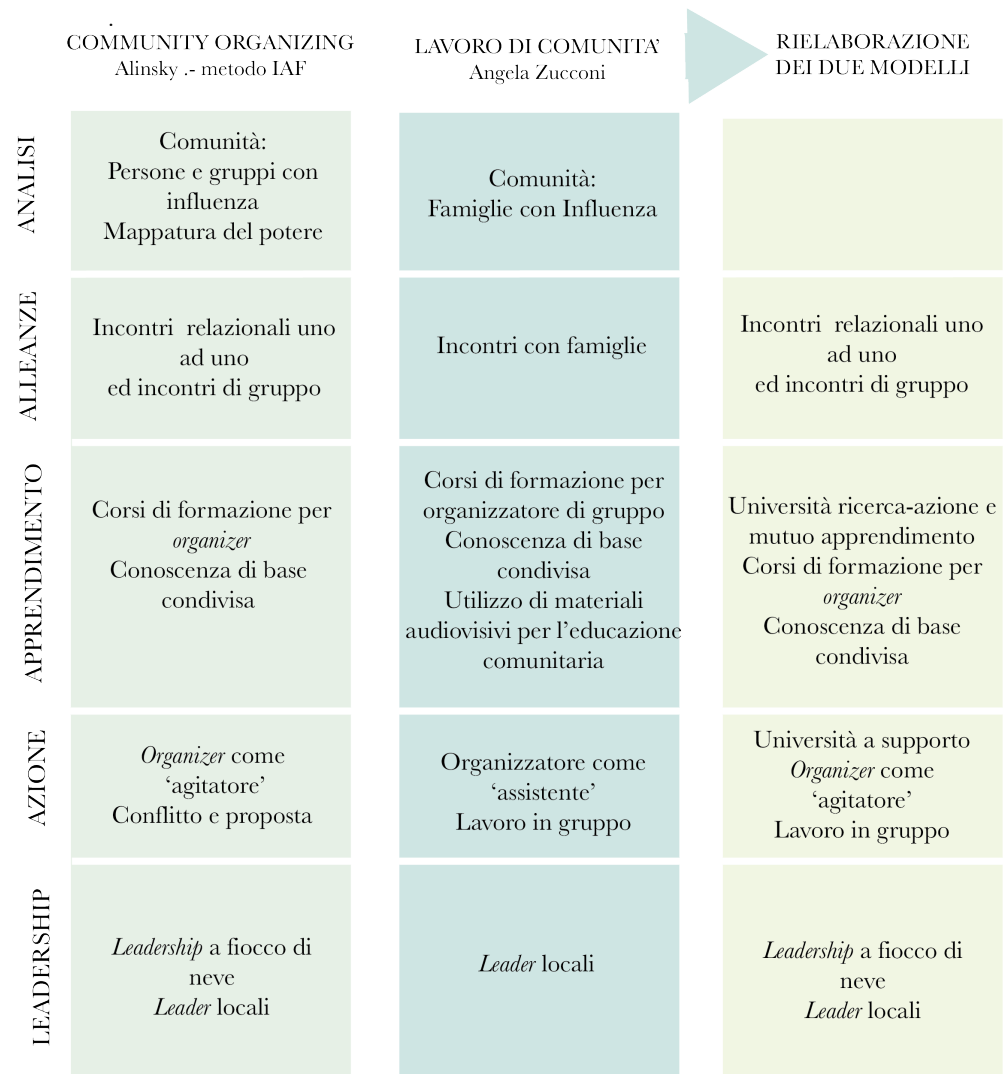 COMMUNITY ORGANIZING
Alinsky .- metodo IAF
LAVORO DI COMUNITA’
Angela Zucconi
RIELABORAZIONE
DEI DUE MODELLI
ANALISI
Comunità:
Persone e gruppi con
influenza
Mappatura del potere
Comunità:
Famiglie con Influenza
ALLEANZE
Incontri relazionali uno
ad uno
ed incontri di gruppo
Incontri con famiglie
Incontri relazionali uno
ad uno
ed incontri di gruppo
APPRENDIMENTO
Corsi di formazione per
organizer
Conoscenza di base
condivisa
Corsi di formazione per
organizzatore di gruppo
Conoscenza di base
condivisa
Utilizzo di materiali
audiovisivi per l’educazione
comunitaria
Università ricerca-azione e
mutuo apprendimento
Corsi di formazione per
organizer
Conoscenza di base
condivisa
AZIONE
Organizer come
‘agitatore’
Conflitto e proposta
Organizzatore come
‘assistente’
Lavoro in gruppo
Università a supporto
Organizer come
‘agitatore’
Lavoro in gruppo
LEADERSHIP
Leadership a fiocco di
neve
Leader locali
Leader locali
Leadership a fiocco di
neve
Leader locali